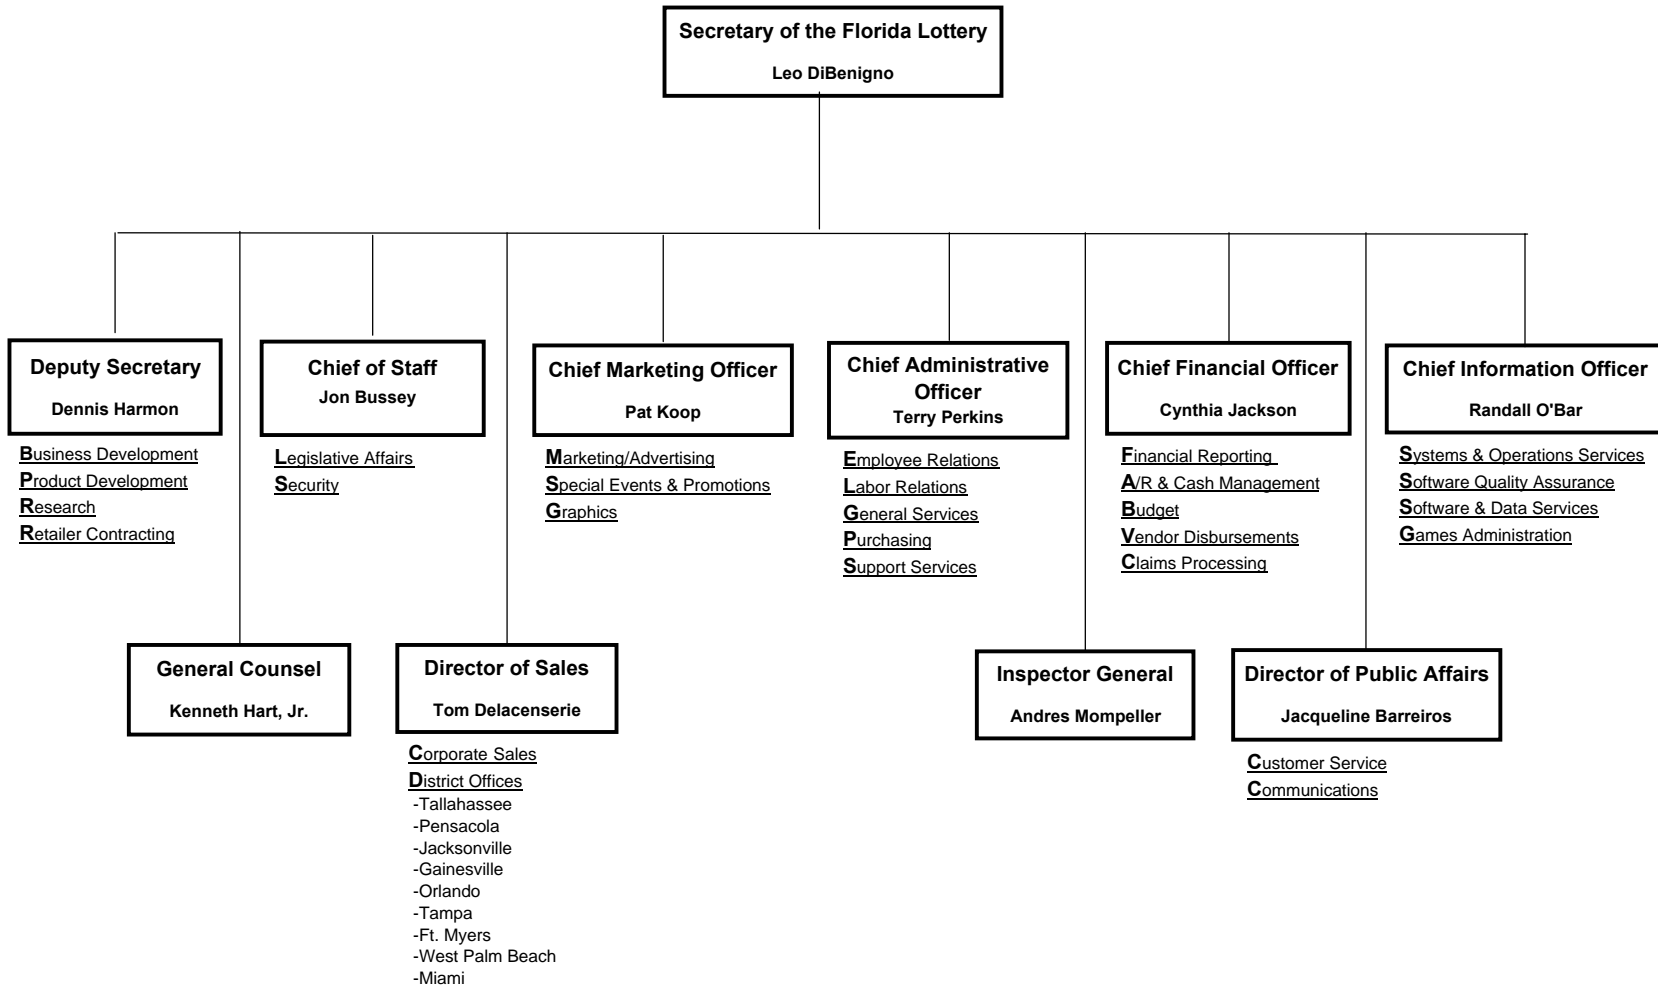 Secretary of the Florida Lottery
Leo DiBenigno
Deputy Secretary
Dennis Harmon
Business Development
Product Development
Research
Retailer Contracting
Chief of Staff
Jon Bussey
Legislative Affairs
Security
Chief Marketing Officer
Pat Koop
Marketing/Advertising
Special Events & Promotions
Graphics
Chief Administrative
Officer
Terry Perkins
Employee Relations
Labor Relations
General Services
Purchasing
Support Services
Chief Financial Officer
Cynthia Jackson
Financial Reporting
A/R & Cash Management
Budget
Vendor Disbursements
Claims Processing
Chief Information Officer
Randall O'Bar
Systems & Operations Services
Software Quality Assurance
Software & Data Services
Games Administration
General Counsel
Kenneth Hart, Jr.
Director of Sales
Tom Delacenserie
Corporate Sales
District Offices
-Tallahassee
-Pensacola
-Jacksonville
-Gainesville
-Orlando
-Tampa
-Ft. Myers
-West Palm Beach
-Miami
Inspector General
Andres Mompeller
Director of Public Affairs
Jacqueline Barreiros
Customer Service
Communications